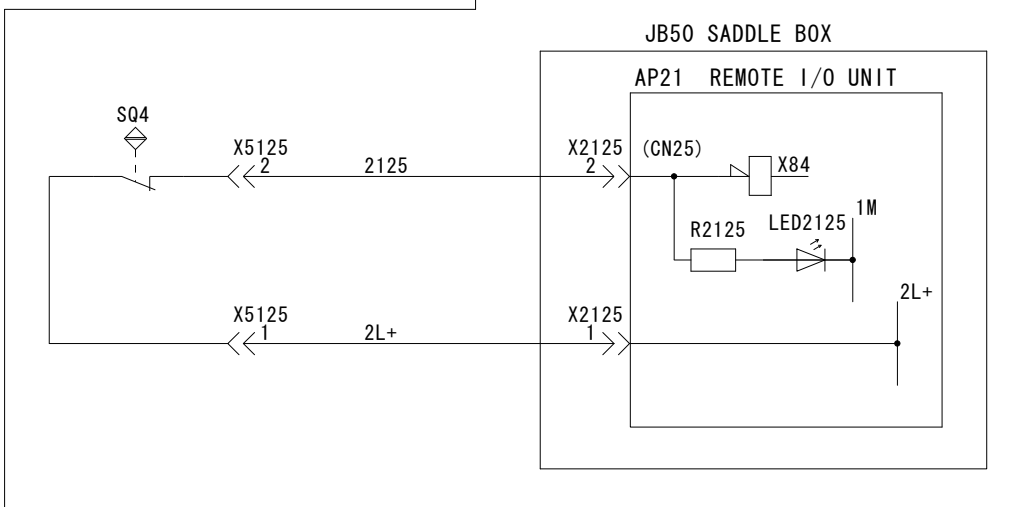 JB50 SADDLE BOX
AP21 REMOTE I/O UNIT
SQ4
X5125
2
2125
X2125
2
(CN25)
X84
R2125
LED2125
1M
X5125
1
2L+
X2125
1
2L+